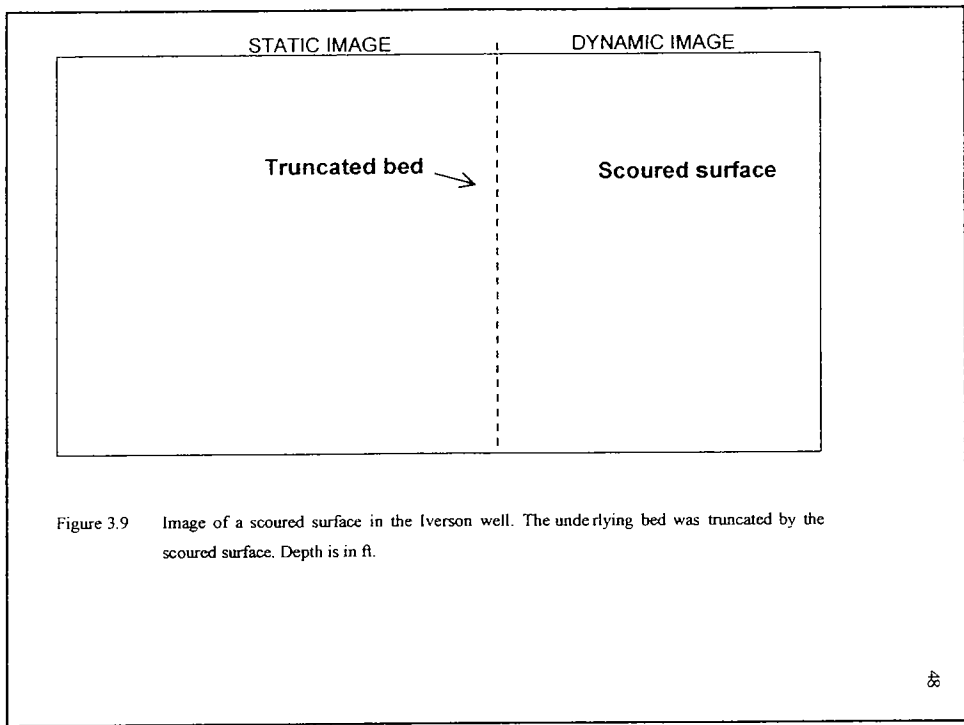 STATIC IMAGE DYNAMIC IMAGE
Truncated bed Scoured surface
Figure 3.9 Image of a scoured surface in the Iverson well. The underlying bed was truncated by the
scoured surface. Depth is in ft.
48